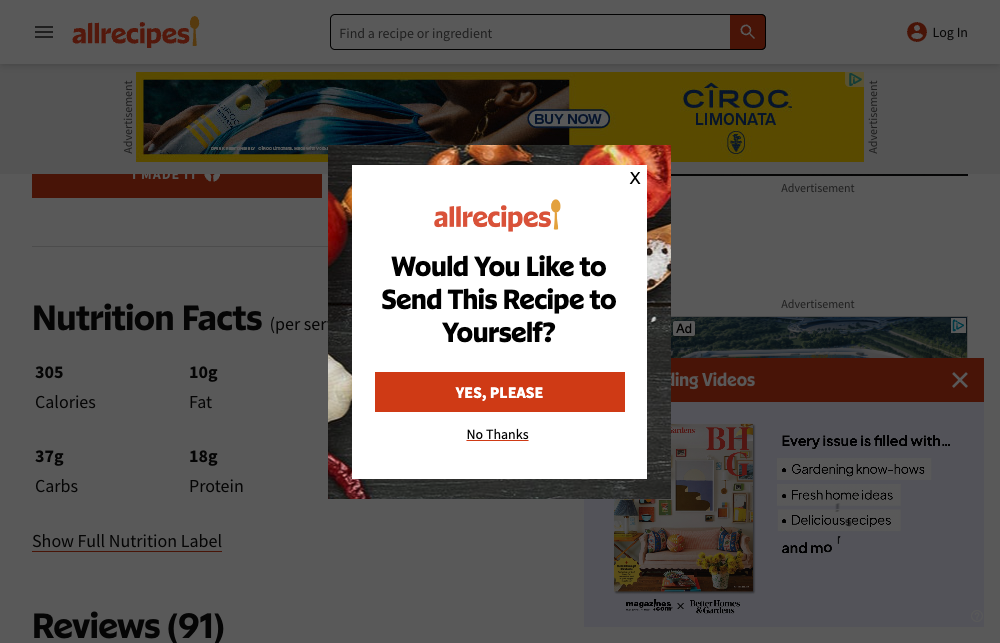 allrecipes
Find a recipe or ingredient
Log In
Advertisement
BUY NOW
CÎROC
LIMONATA
Advertisement
I MADE IT
Advertisement
X
allrecipes
Would You Like to
Send This Recipe to
Yourself?
YES, PLEASE
No Thanks
Nutrition Facts (per ser
305
Calories
10g
Fat
37g
Carbs
18g
Protein
Show Full Nutrition Label
Reviews (91)
Advertisement
Ad
ding Videos
BHG
Every issue is filled with...
• Gardening know-hows
• Fresh home ideas
• Delicious recipes
and mo
magazines.com × Better Homes & Gardens